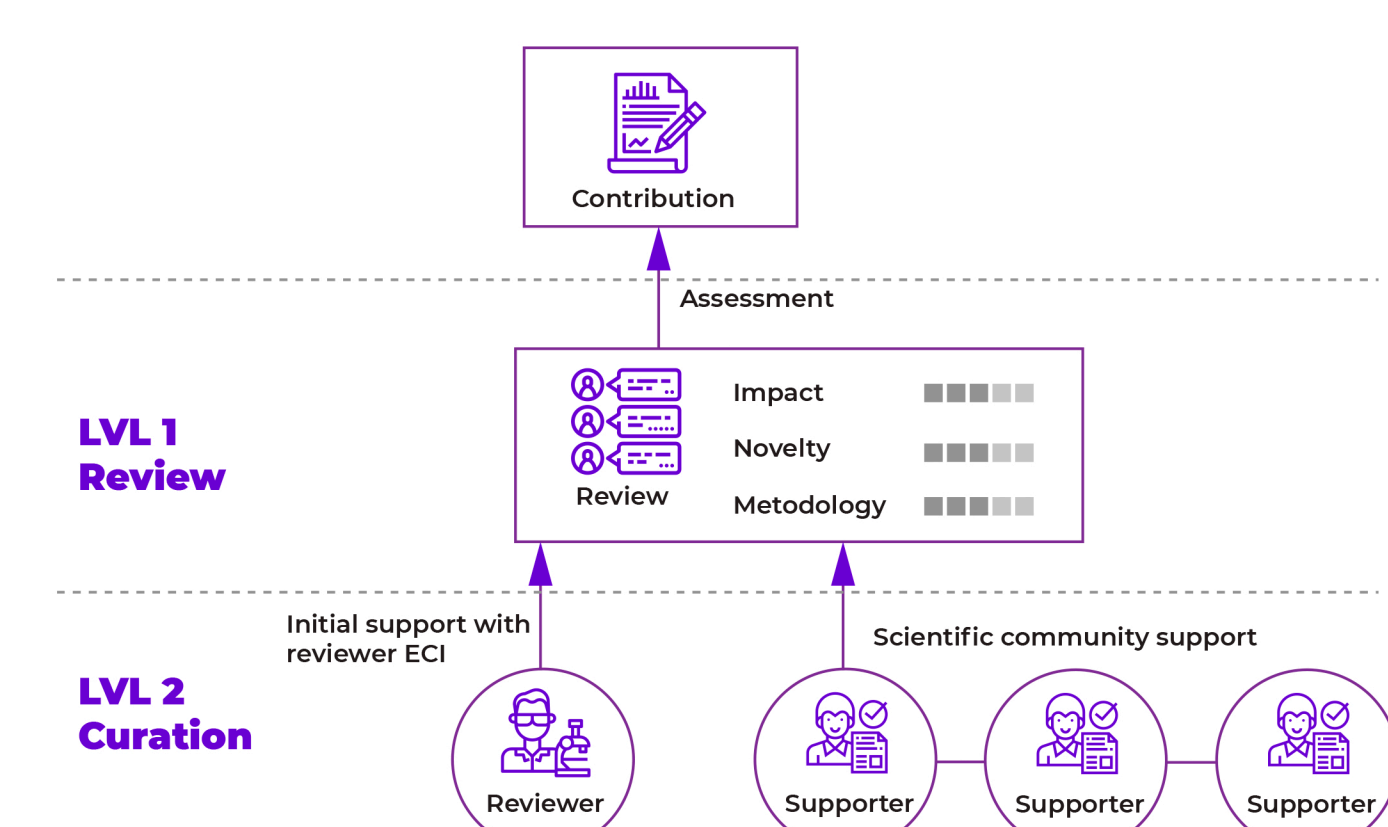 Contribution
Assessment
LVL 1
Review
Review
Impact
Novelty
Metodology
Initial support with
reviewer ECI
Scientific community support
LVL 2
Curation
Reviewer
Supporter
Supporter
Supporter